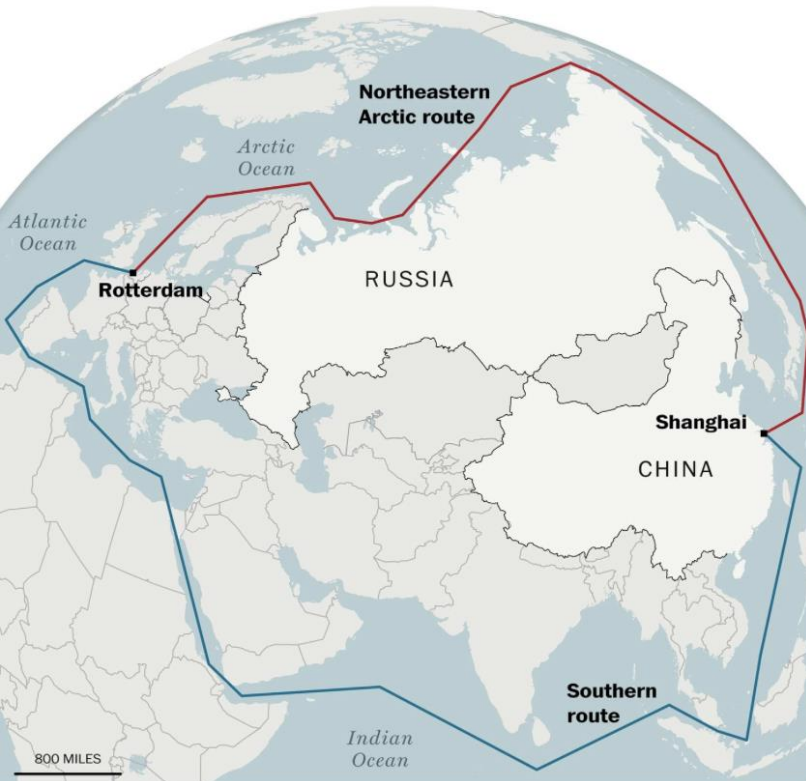 Northeastern
Arctic route
Arctic
Ocean
Atlantic
Ocean
RUSSIA
Rotterdam
Shanghai
CHINA
Southern
route
Indian
Ocean
800 MILES